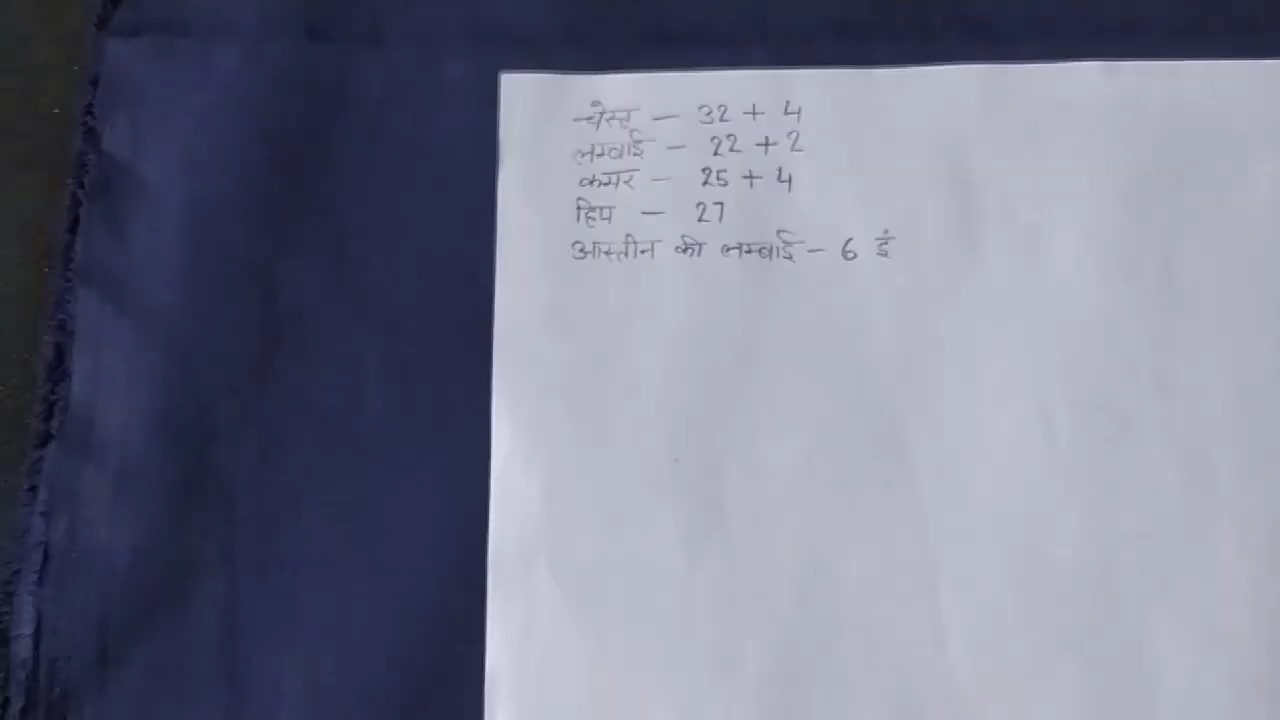 चेस्ट - 32 + 4
लम्बाई - 22 + 2
कमर - 25 + 4
हिप - 27
आस्तीन की लम्बाई - 6 इं